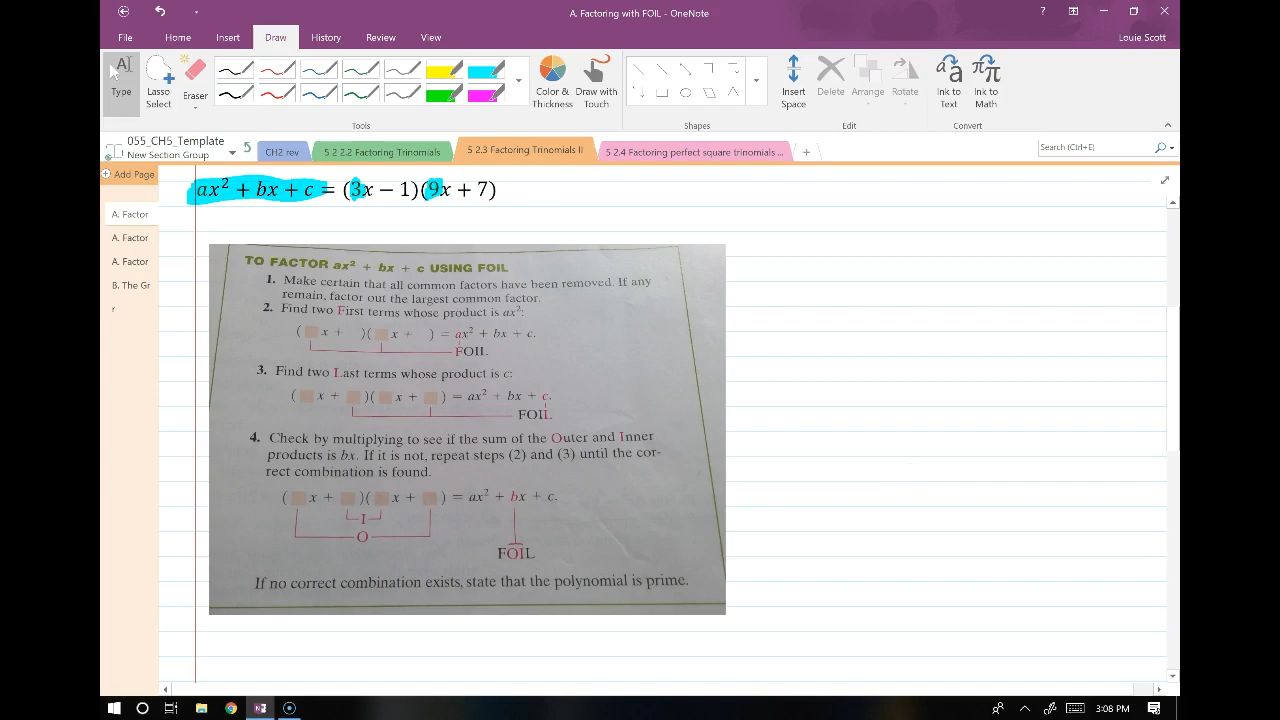 A. Factoring with FOIL - OneNote
?
File Home Insert Draw History Review View Louie Scott
Type
Lasso Select
Eraser
Color & Thickness
Draw with Touch
Insert Space
Delete
Arrange
Rotate
Ink to Text
Ink to Math
Tools Shapes Edit Convert
055_CH5_Template
New Section Group
CH2 rev
5 2 2.2 Factoring Trinomials
5 2.3 Factoring Trinomials II
5 2.4 Factoring perfect square trinomials ...
+
Search (Ctrl+E)
Add Page
A. Factor
A. Factor
A. Factor
B. The Gr
r
ax² + bx + c = (3x − 1)(9x + 7)
TO FACTOR ax² + bx + c USING FOIL
1. Make certain that all common factors have been removed. If any
remain, factor out the largest common factor.
2. Find two First terms whose product is ax²:
( x + )( x + ) = ax² + bx + c.
FOIL
3. Find two Last terms whose product is c:
( x + )( x + ) = ax² + bx + c.
FOIL
4. Check by multiplying to see if the sum of the Outer and Inner
products is bx. If it is not, repeat steps (2) and (3) until the cor-
rect combination is found.
( x + )( x + ) = ax² + bx + c.
I
O
FOIL
If no correct combination exists, state that the polynomial is prime.
3:08 PM